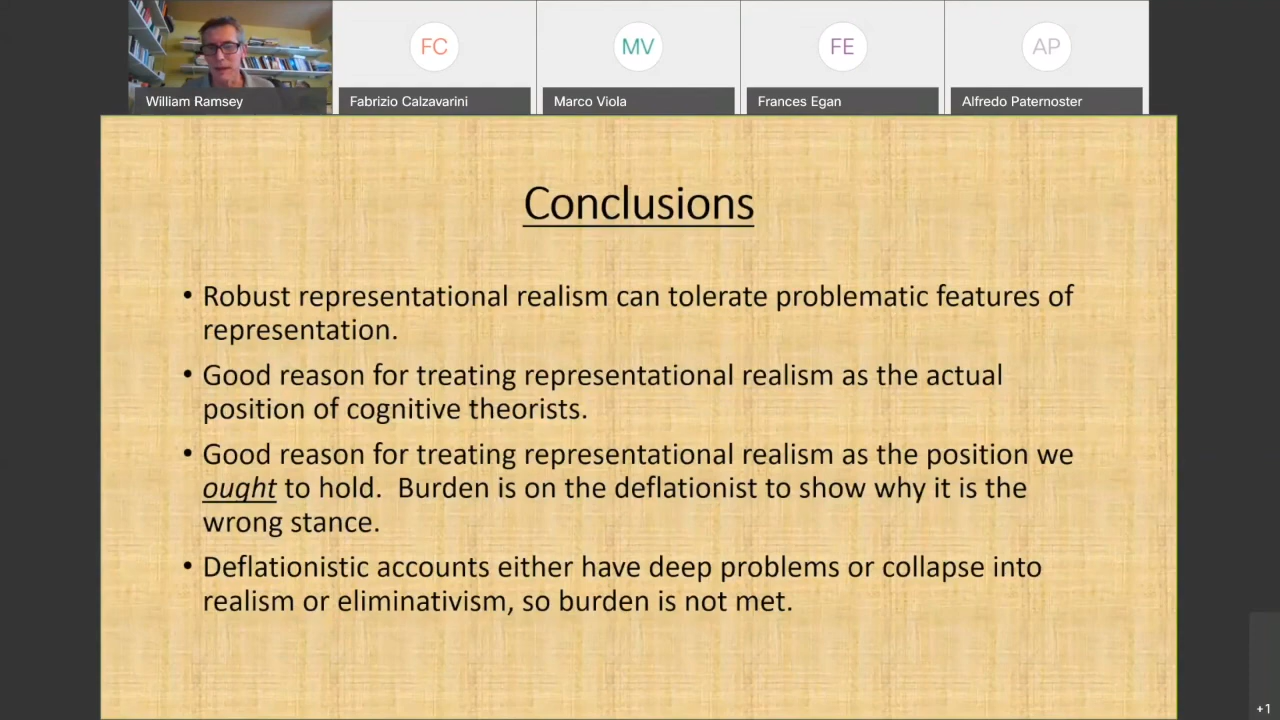 FC
MV
FE
AP
William Ramsey
Fabrizio Calzavarini
Marco Viola
Frances Egan
Alfredo Paternoster
Conclusions
• Robust representational realism can tolerate problematic features of
representation.
• Good reason for treating representational realism as the actual
position of cognitive theorists.
• Good reason for treating representational realism as the position we
ought to hold.  Burden is on the deflationist to show why it is the
wrong stance.
• Deflationistic accounts either have deep problems or collapse into
realism or eliminativism, so burden is not met.
+1